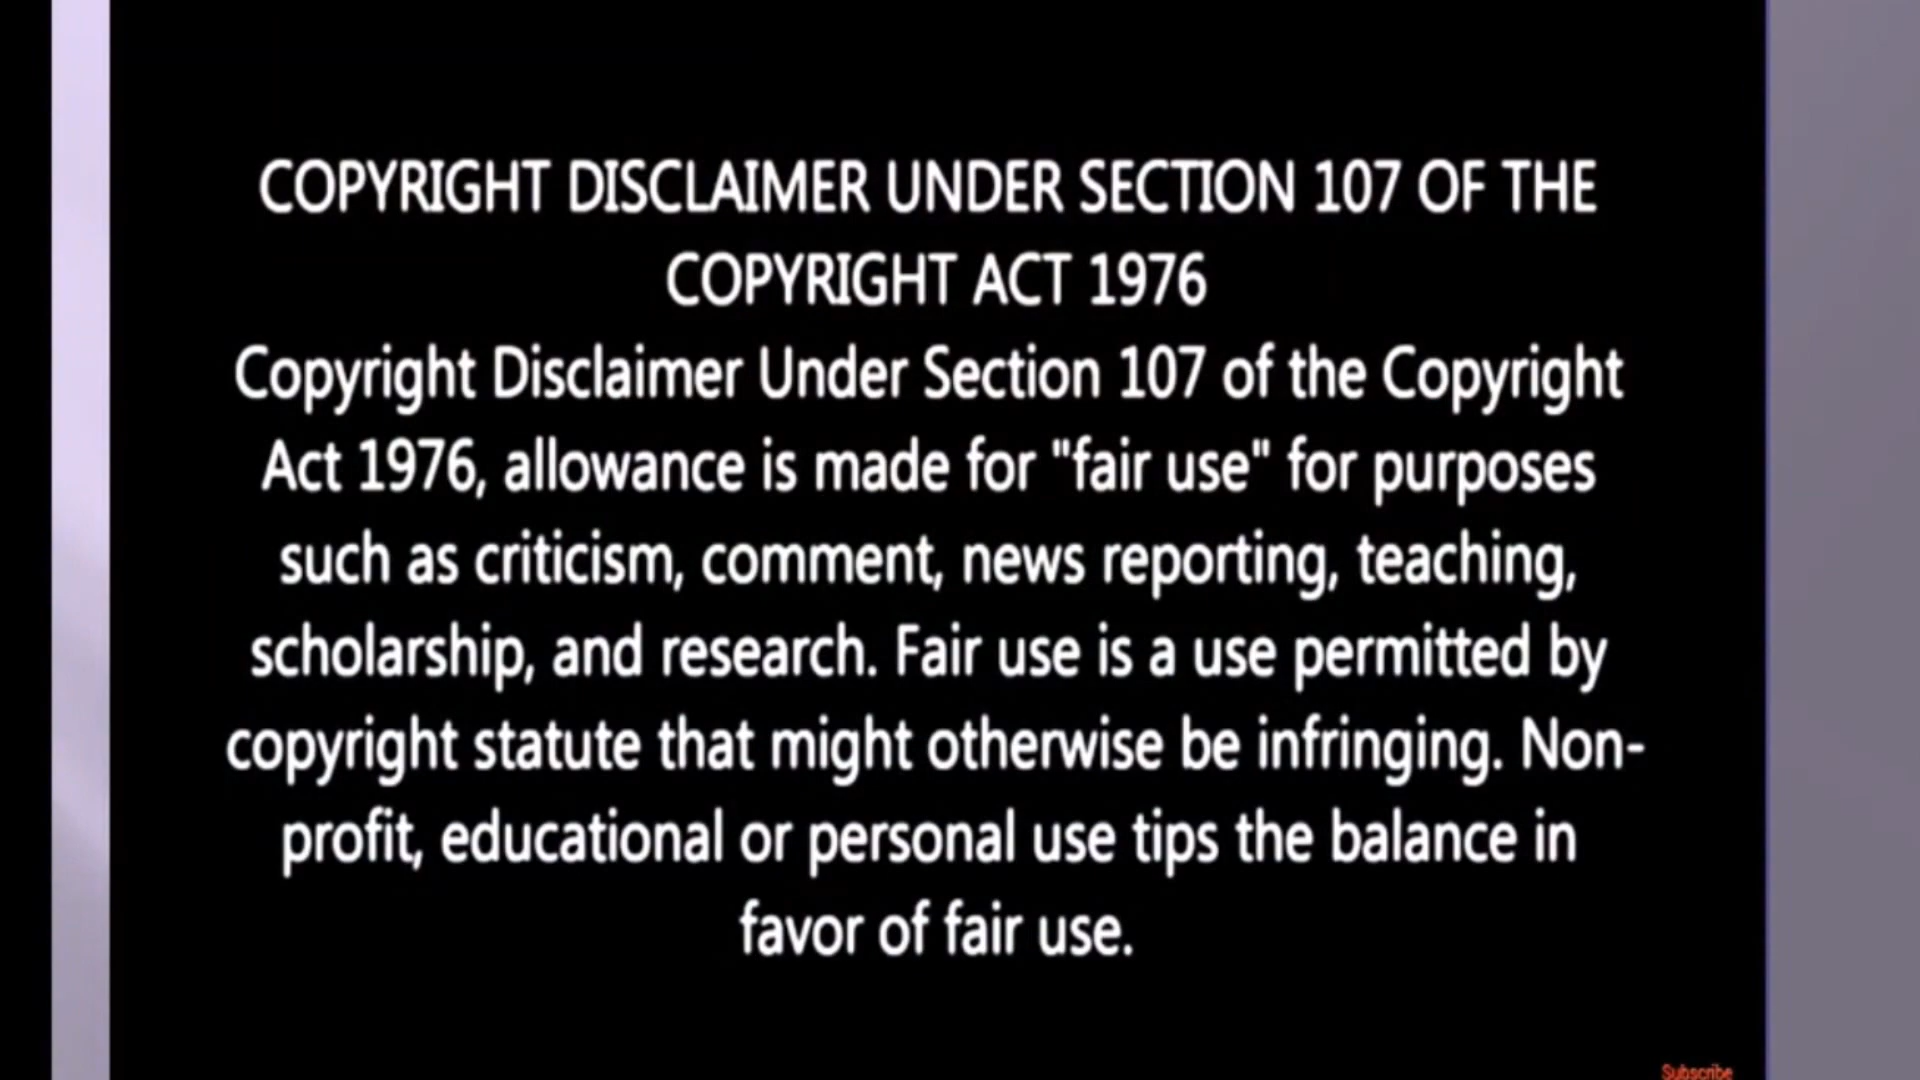 COPYRIGHT DISCLAIMER UNDER SECTION 107 OF THE
COPYRIGHT ACT 1976
Copyright Disclaimer Under Section 107 of the Copyright
Act 1976, allowance is made for "fair use" for purposes
such as criticism, comment, news reporting, teaching,
scholarship, and research. Fair use is a use permitted by
copyright statute that might otherwise be infringing. Non-
profit, educational or personal use tips the balance in
favor of fair use.
Subscribe